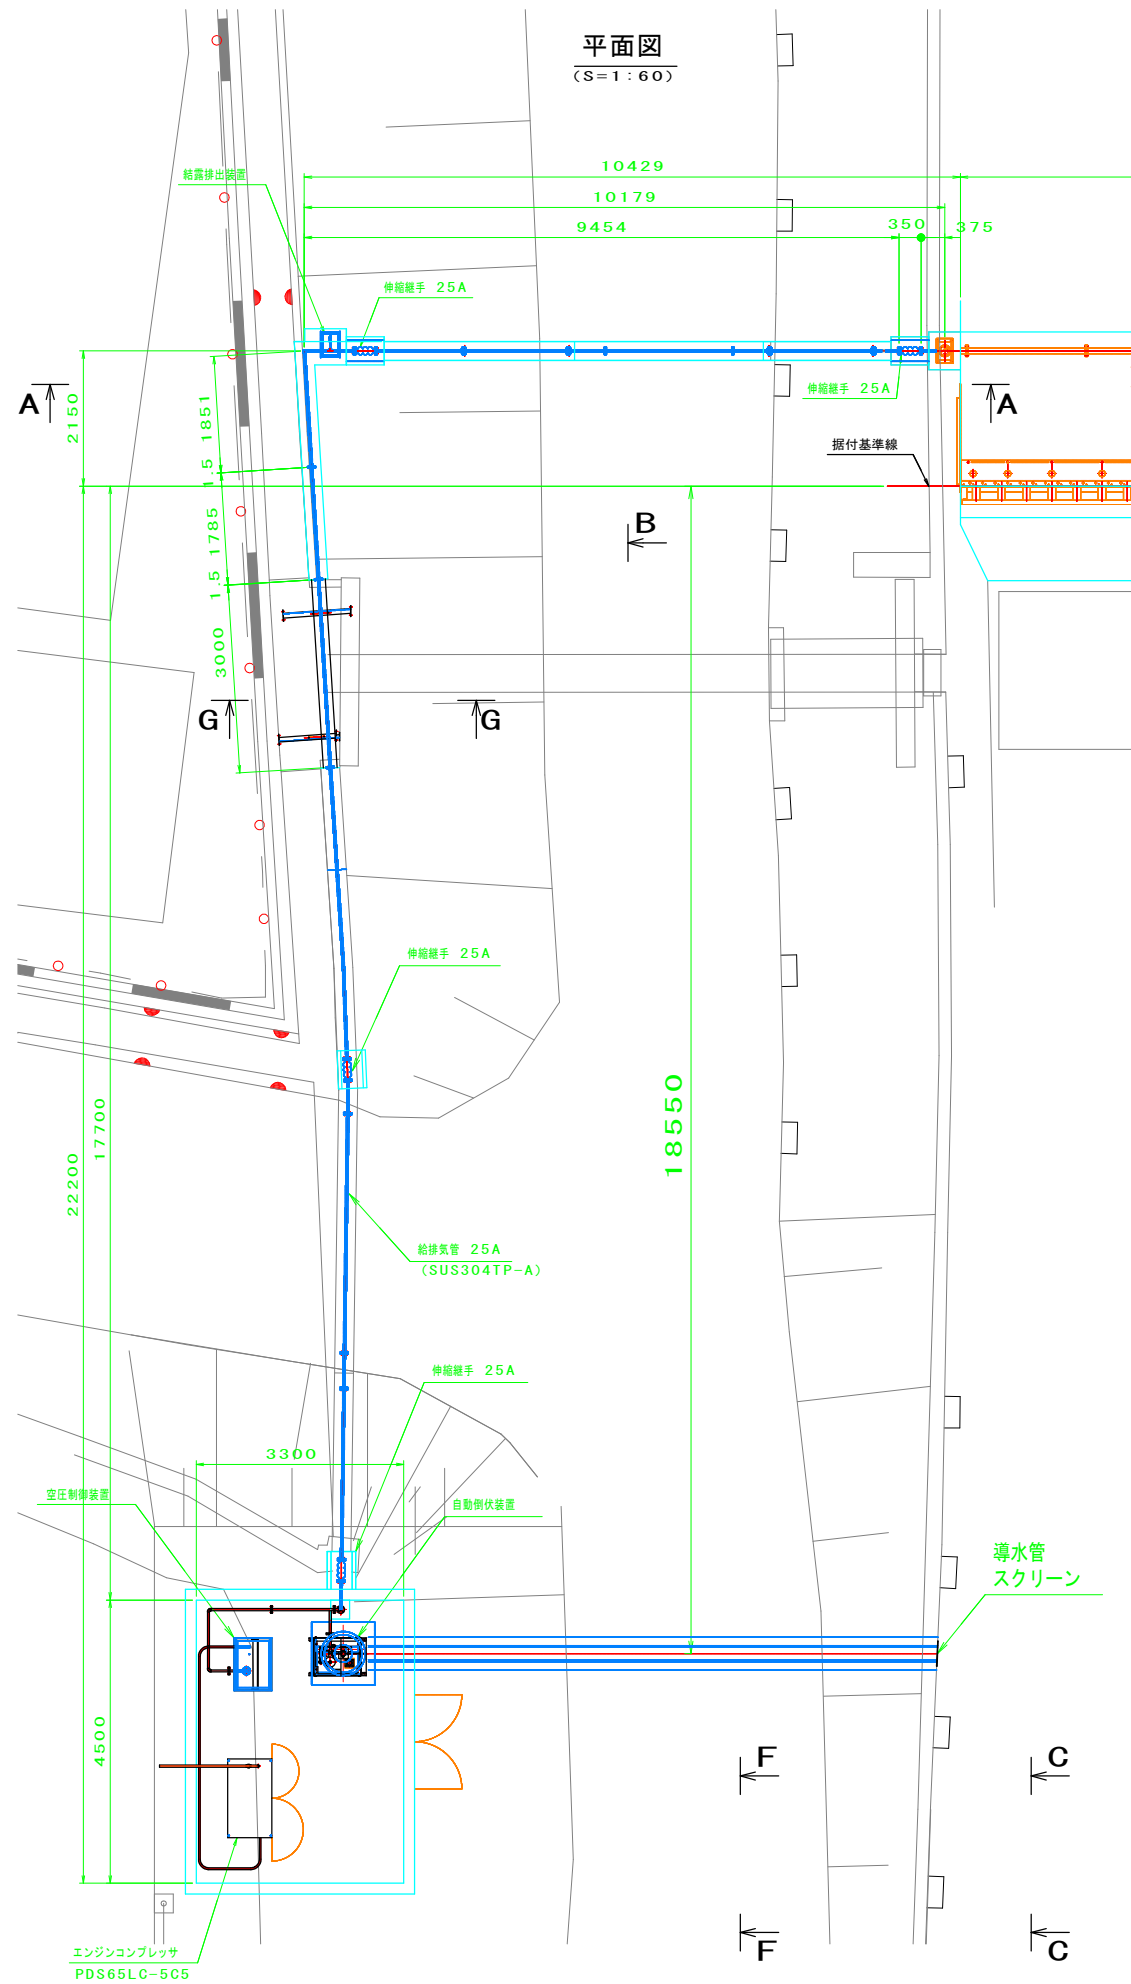 平面図
(S=1:60)
10429
結露排出装置
10179
9454
350
375
伸縮継手 25A
伸縮継手 25A
A
A
2150
1851
1.5
据付基準線
1785
1.5
B
3000
G
G
伸縮継手 25A
18550
17700
22200
給排気管 25A
(SUS304TP-A)
伸縮継手 25A
3300
空圧制御装置
自動倒伏装置
導水管
スクリーン
4500
F
C
F
C
エンジンコンプレッサ
PDS65LC-5C5